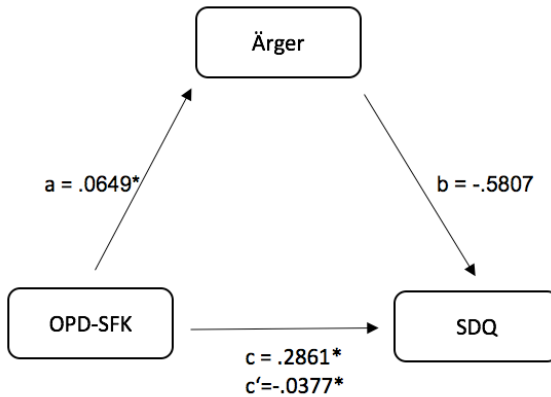 Ärger
a = .0649*
b = -.5807
OPD-SFK
SDQ
c = .2861*
c‘=-.0377*